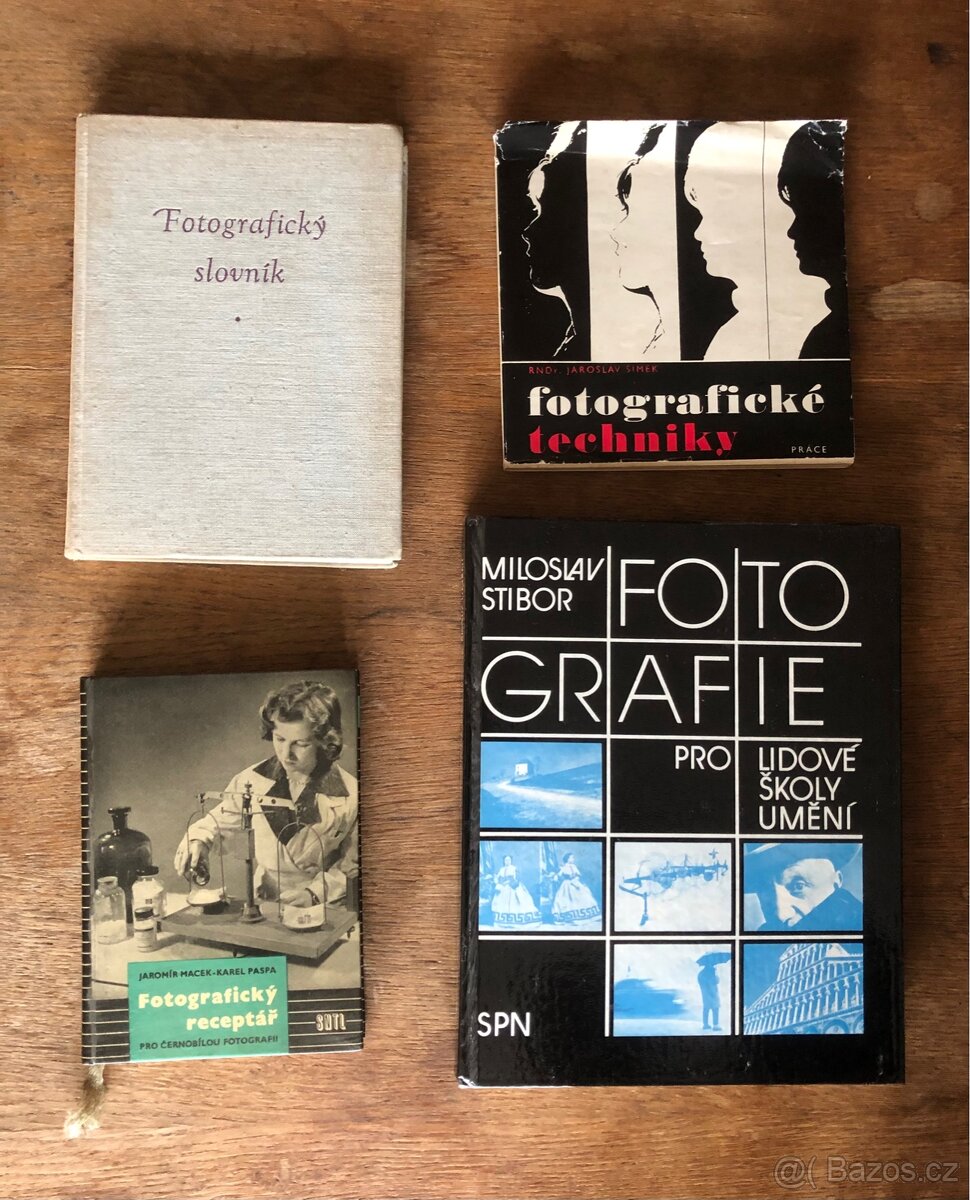 Fotografický
slovník
RNDr. JAROSLAV ŠIMEK
fotografické
techniky
PRÁCE
MILOSLAV
STIBOR
FOTO
GRAFIE
PRO
LIDOVÉ
ŠKOLY
UMĚNÍ
SPN
JAROMÍR MACEK-KAREL PASPA
Fotografický
receptář
SNTL
PRO ČERNOBÍLOU FOTOGRAFII
@( Bazos.cz